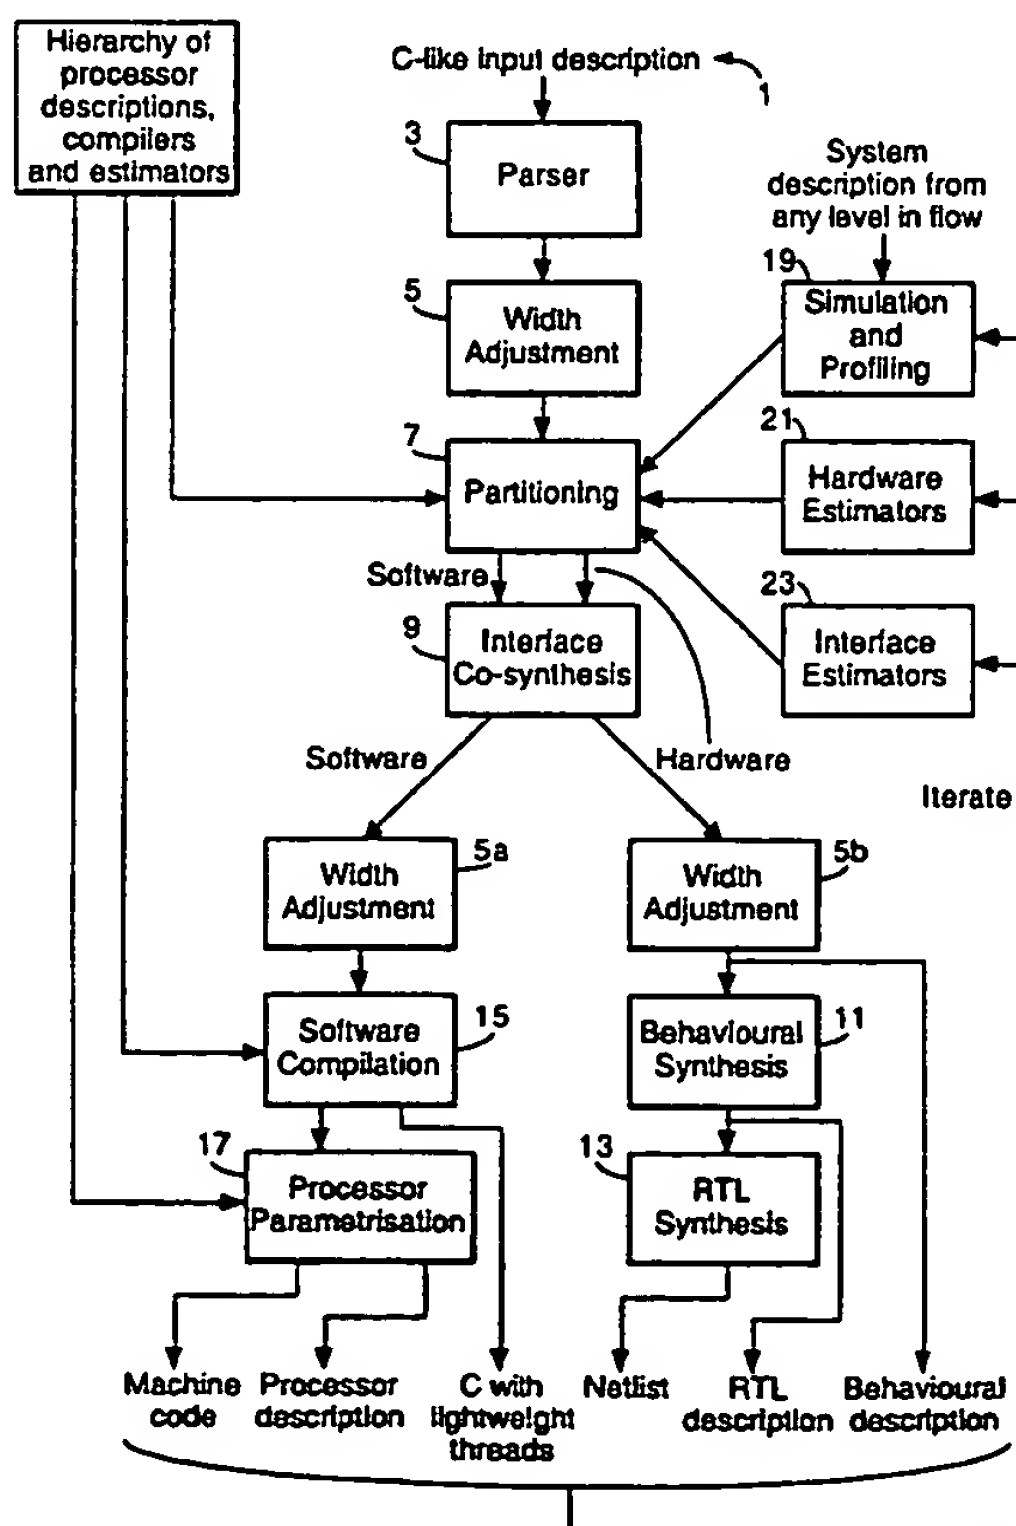 Hierarchy of
processor
descriptions,
compilers
and estimators
C-like input description
1
3
Parser
System
description from
any level in flow
5
Width
Adjustment
19
Simulation
and
Profiling
7
Partitioning
21
Hardware
Estimators
Software
9
Interface
Co-synthesis
23
Interface
Estimators
Software
Hardware
Iterate
Width
Adjustment
5a
Width
Adjustment
5b
Software
Compilation
15
Behavioural
Synthesis
11
17
Processor
Parametrisation
13
RTL
Synthesis
Machine
code
Processor
description
C with
lightweight
threads
Netlist
RTL
description
Behavioural
description